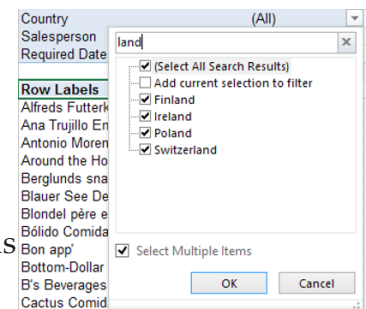 Country (All)
Salesperson
Required Date
land
(Select All Search Results)
Add current selection to filter
Finland
Ireland
Poland
Switzerland
Select Multiple Items
OK Cancel
Row Labels
Alfreds Futterk
Ana Trujillo En
Antonio Moren
Around the Ho
Berglunds sna
Blauer See De
Blondel père e
Bólido Comida
Bon app'
Bottom-Dollar
B's Beverages
Cactus Comid
s